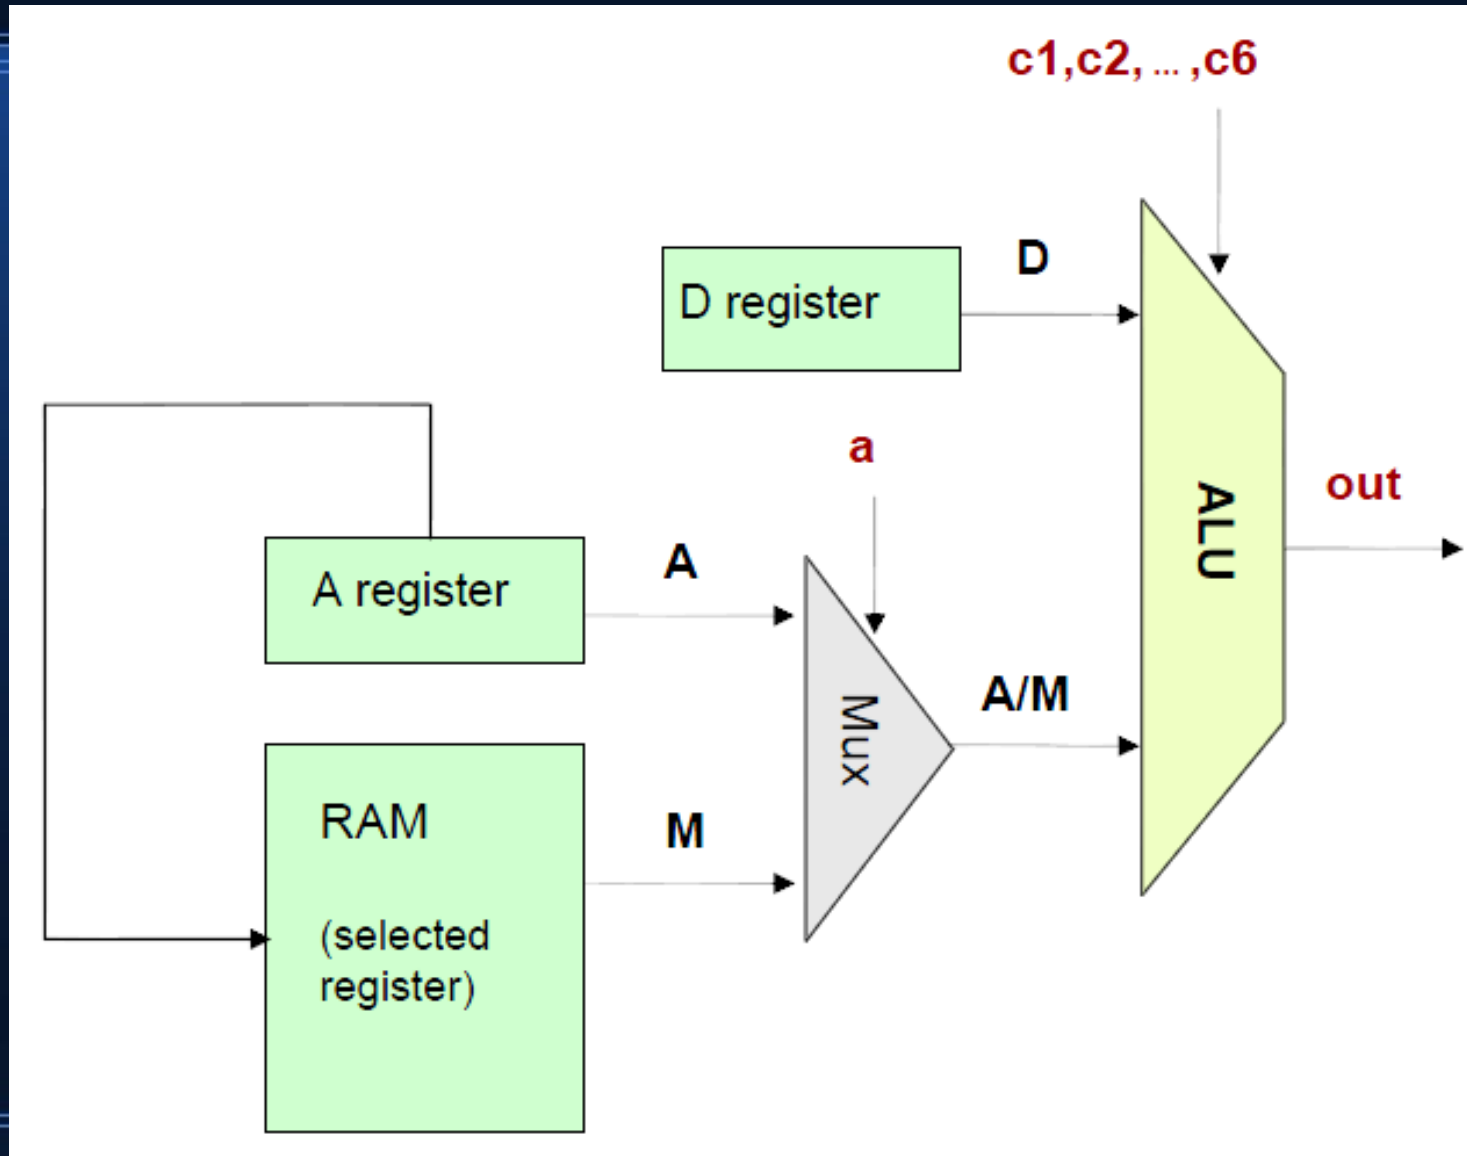 c1,c2, ... ,c6
D
D register
a
out
ALU
A
A register
A/M
Mux
M
RAM
(selected
register)